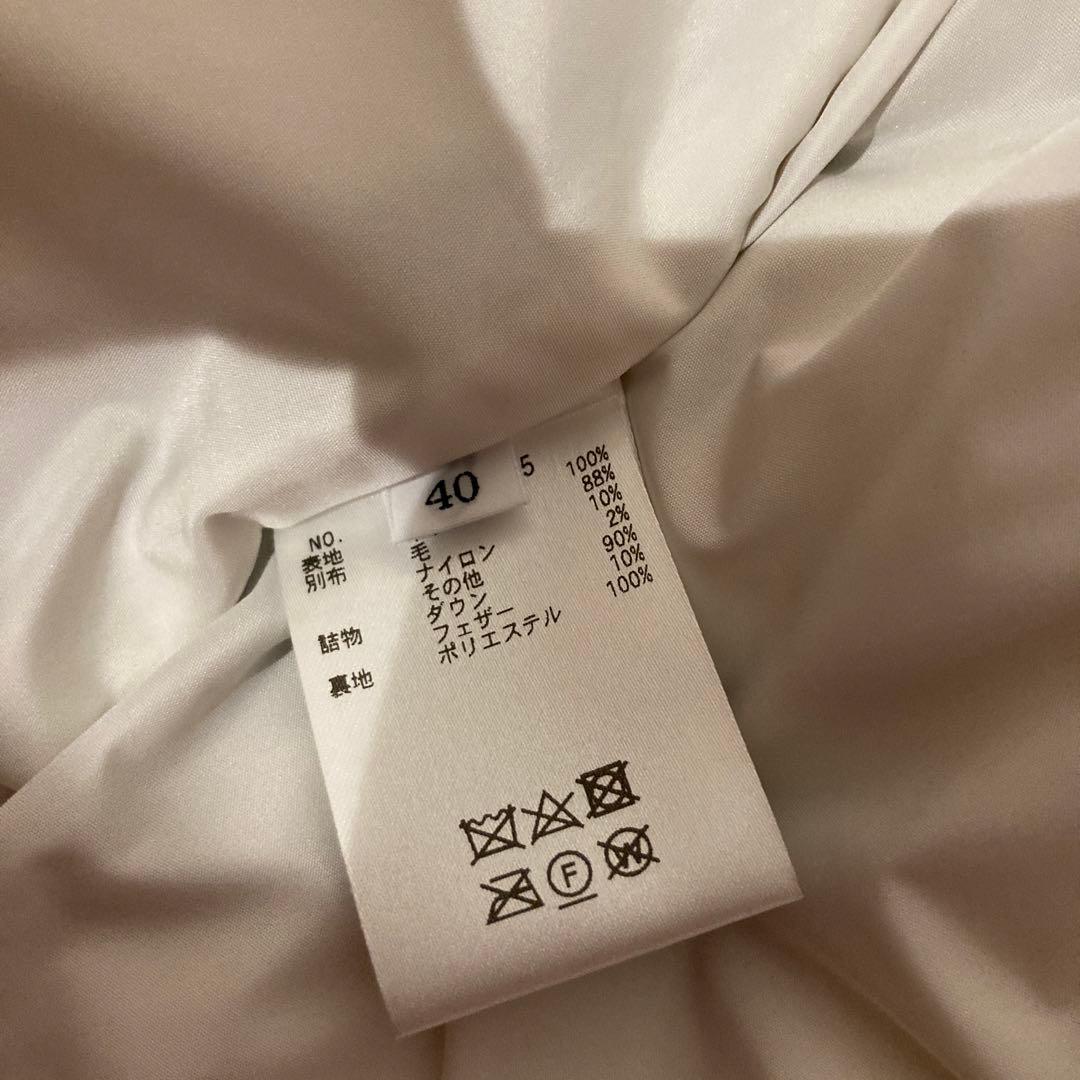 40
NO. 5
表地 100%
別布 毛 88%
ナイロン 10%
その他 2%
詰物 ダウン 90%
フェザー 10%
裏地 ポリエステル 100%
F W